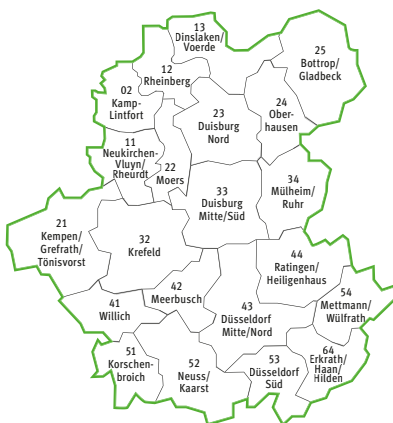 13
Dinslaken/
Voerde
25
Bottrop/
Gladbeck
12
Rheinberg
02
Kamp-
Lintfort
24
Ober-
hausen
23
Duisburg
Nord
11
Neukirchen-
Vluyn/
Rheurdt
22
Moers
34
Mülheim/
Ruhr
33
Duisburg
Mitte/Süd
21
Kempen/
Grefrath/
Tönisvorst
32
Krefeld
44
Ratingen/
Heiligenhaus
42
Meerbusch
54
Mettmann/
Wülfrath
41
Willich
43
Düsseldorf
Mitte/Nord
64
Erkrath/
Haan/
Hilden
51
Korschen-
broich
52
Neuss/
Kaarst
53
Düsseldorf
Süd